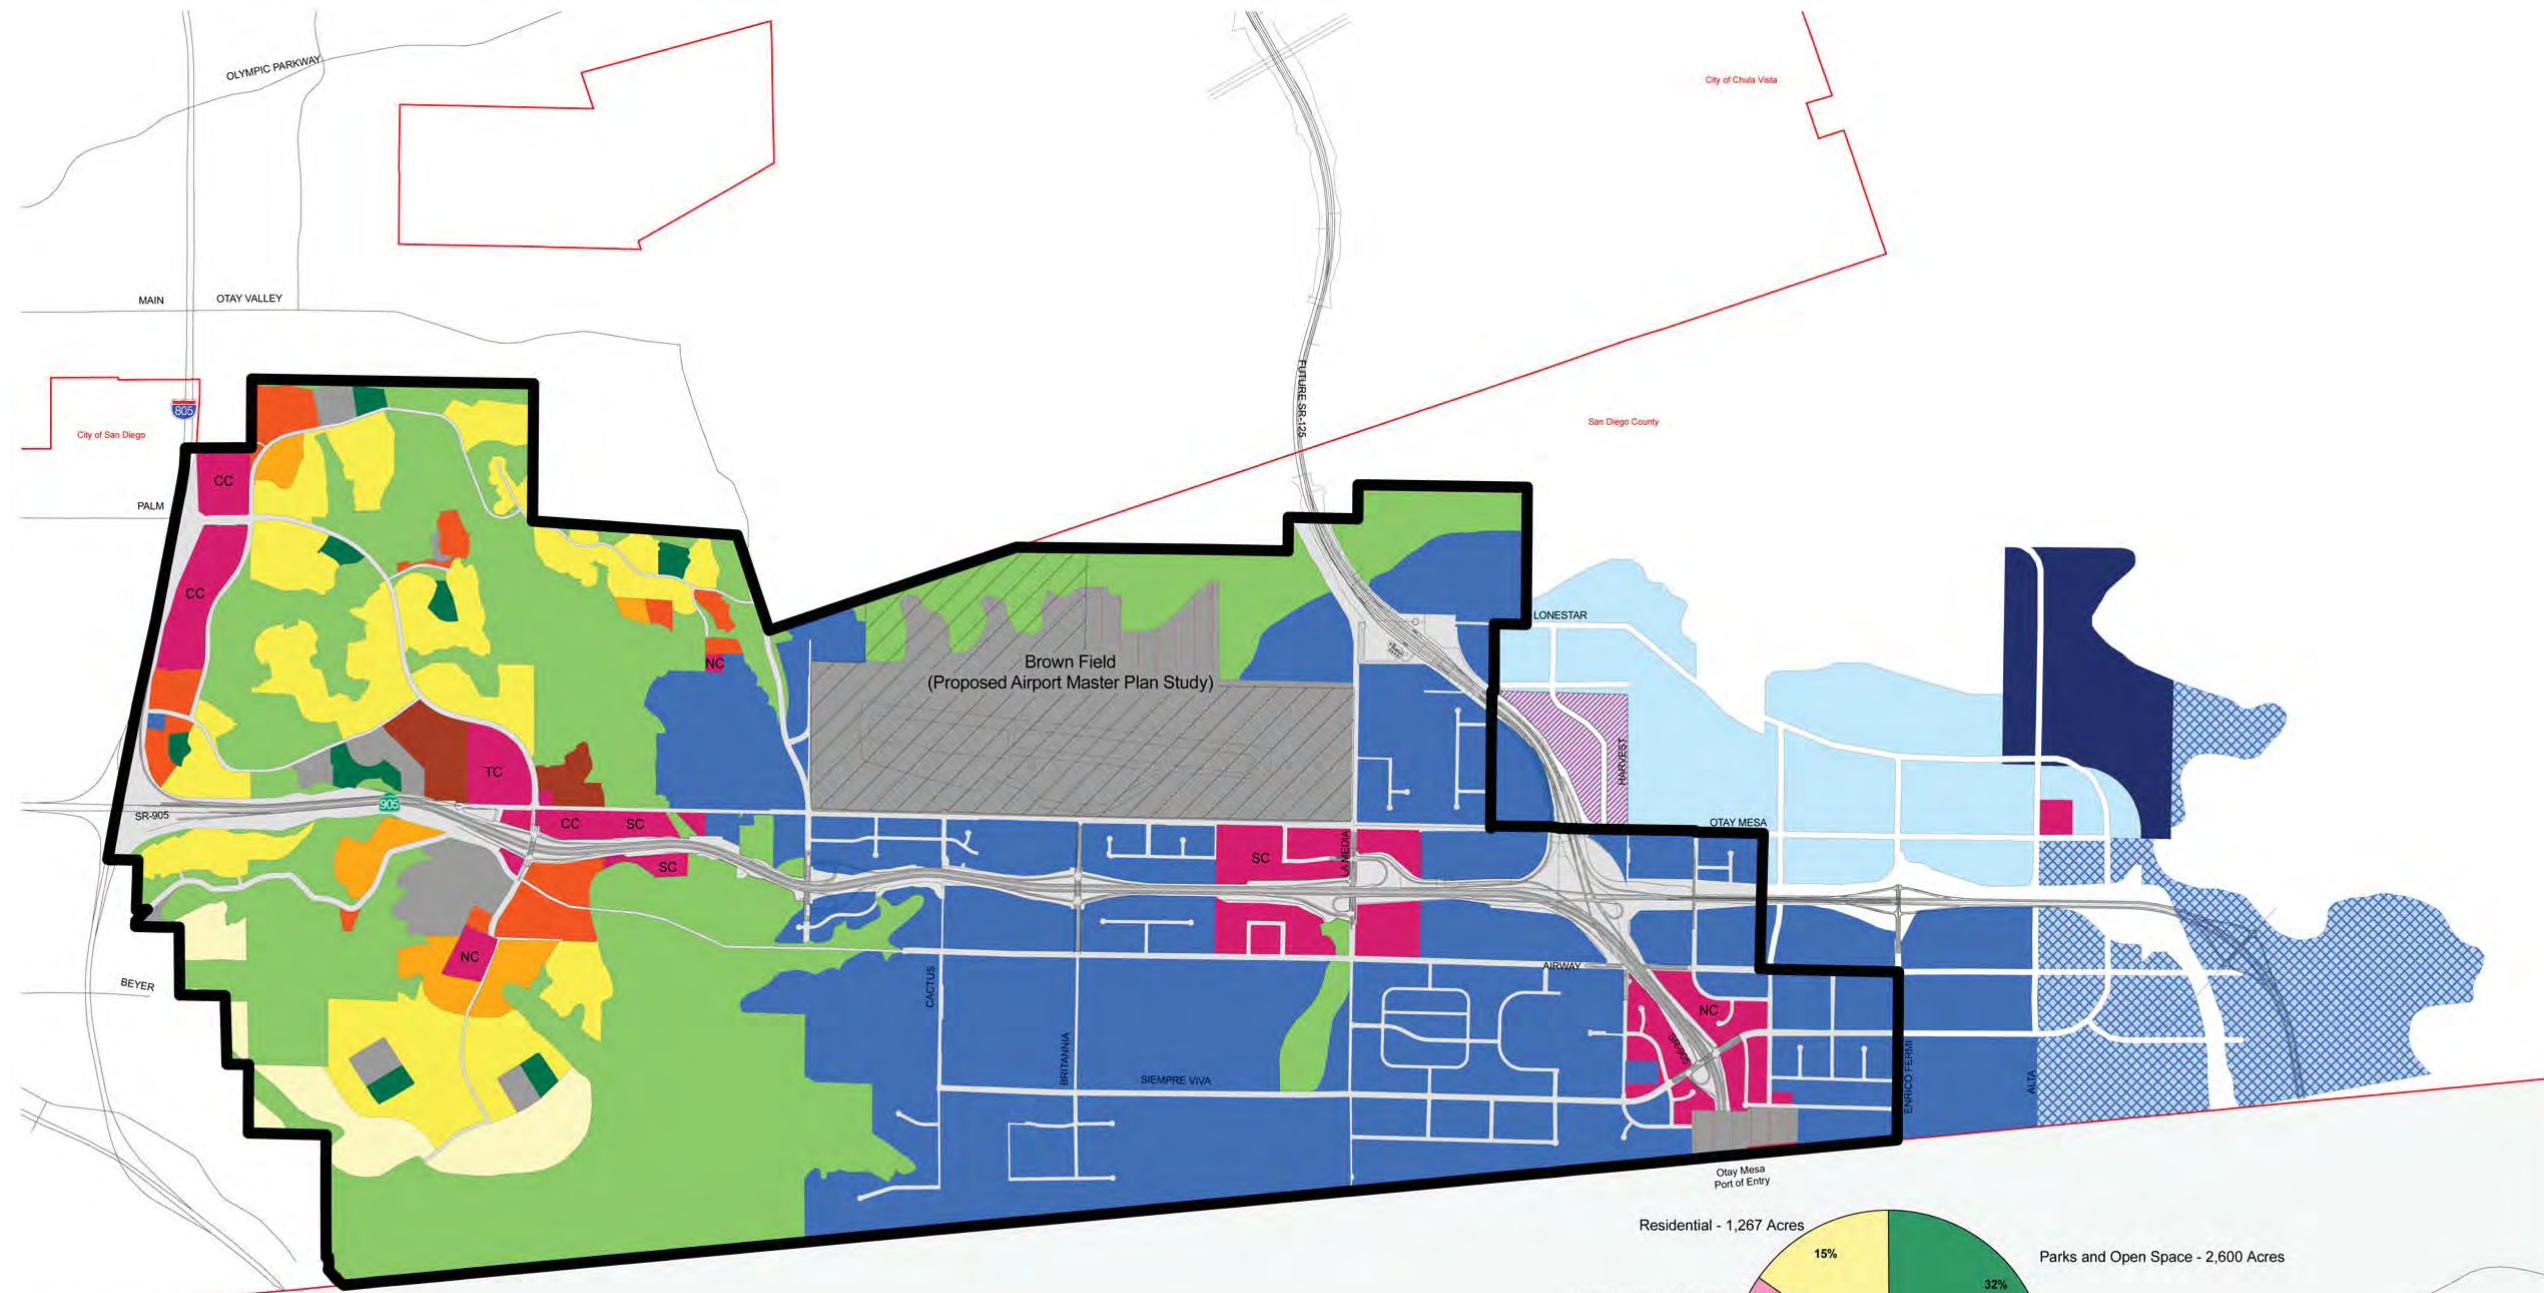 OLYMPIC PARKWAY
City of Chula Vista
MAIN
OTAY VALLEY
FUTURE SR-125
805
City of San Diego
San Diego County
CC
PALM
CC
LONESTAR
NC
Brown Field
(Proposed Airport Master Plan Study)
HARVEST
TC
905
SR-905
CC
SC
OTAY MESA
SC
SC
LA MEDIA
NC
AIRWAY
BEYER
CACTUS
NC
SR-905
BRITANNIA
SIEMPRE VIVA
ENRICO FERMI
ALTA
Otay Mesa
Port of Entry
Residential - 1,267 Acres
15%
Parks and Open Space - 2,600 Acres
32%